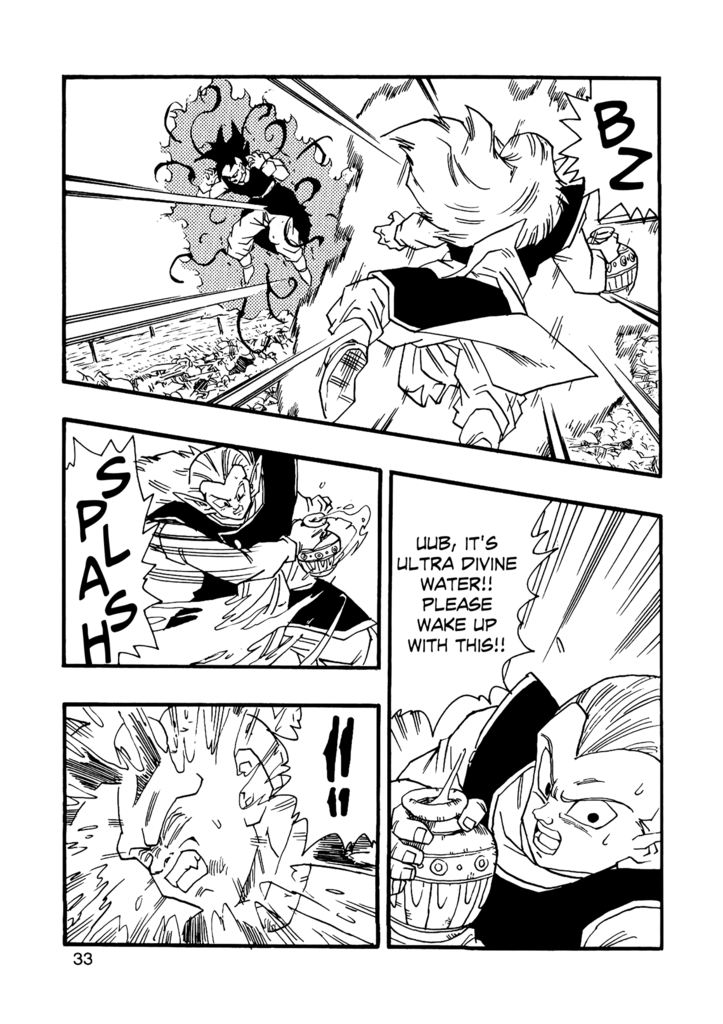 BZ
UUB, IT'S
ULTRA DIVINE
WATER!!
PLEASE
WAKE UP
WITH THIS!!
SPLASH
!!
33